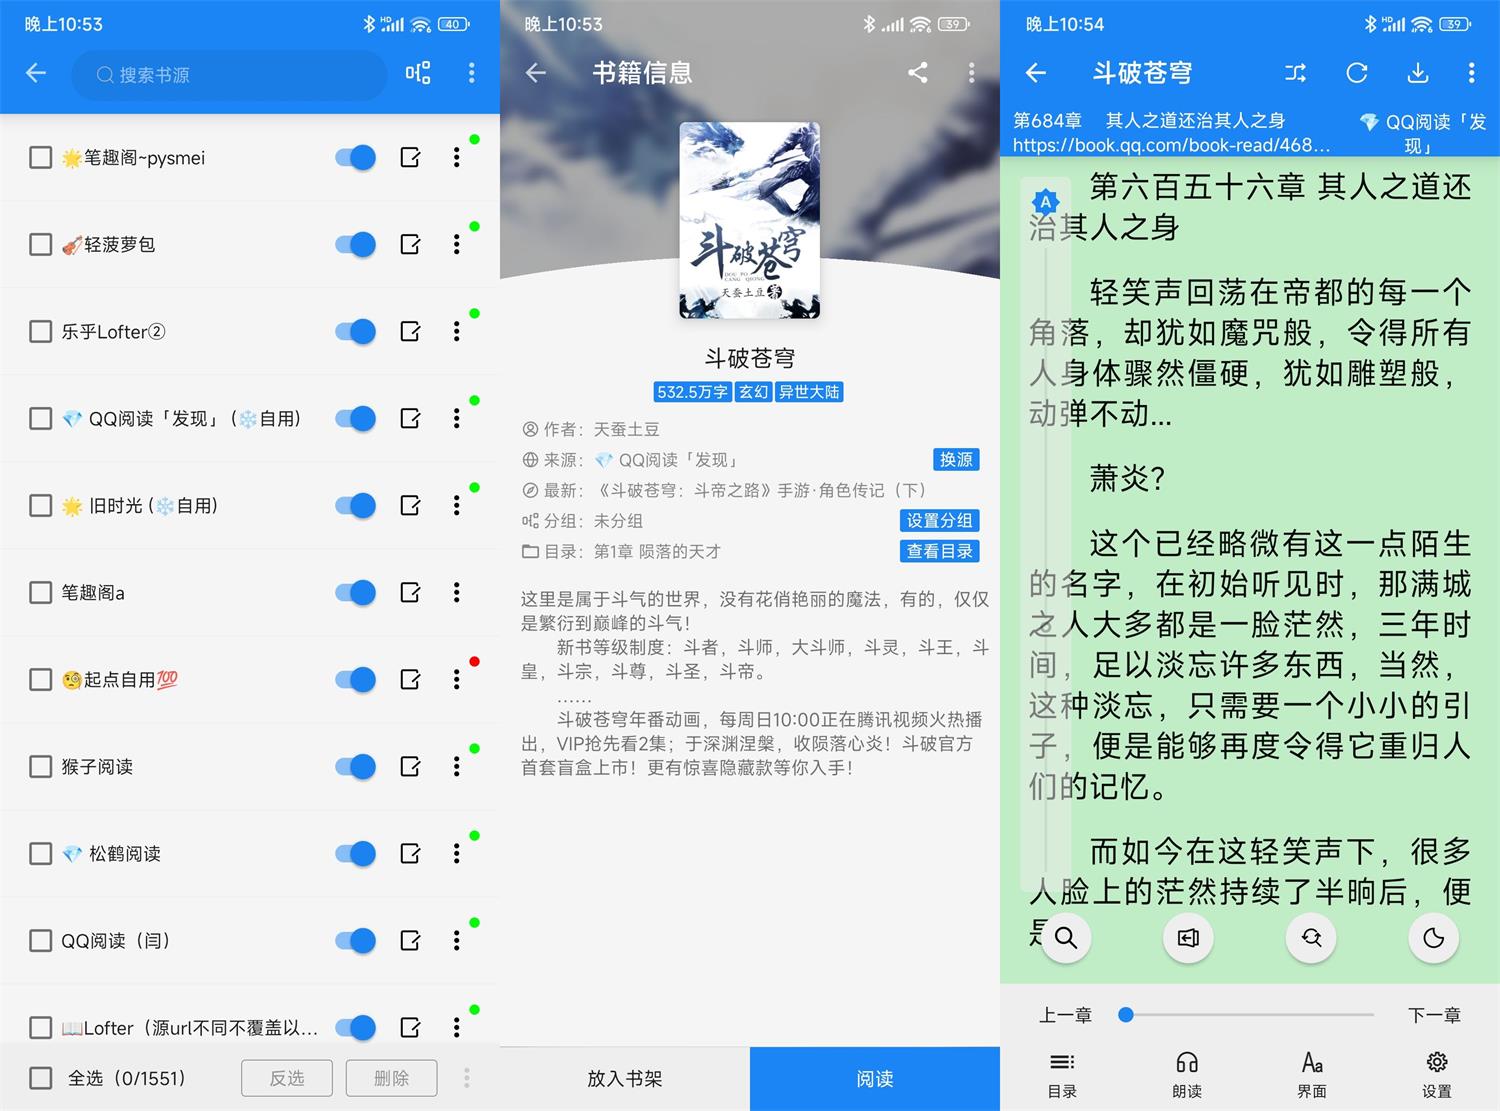 晚上10:53
HD
40
搜索书源
🌟笔趣阁~pysmei
🎻轻菠萝包
乐乎Lofter②
💎 QQ阅读「发现」（❄️自用）
🌟 旧时光（❄️自用）
笔趣阁a
🧐起点自用💯
猴子阅读
💎 松鹤阅读
QQ阅读（闫）
📖Lofter（源url不同不覆盖以...
全选（0/1551）
反选
删除
晚上10:53
39
书籍信息
斗破苍穹
DOU PO
CANG QIONG
天蚕土豆 著
斗破苍穹
532.5万字 玄幻 异世大陆
作者：天蚕土豆
来源：💎 QQ阅读「发现」
换源
最新：《斗破苍穹：斗帝之路》手游·角色传记（下）
分组：未分组
设置分组
目录：第1章 陨落的天才
查看目录
这里是属于斗气的世界，没有花俏艳丽的魔法，有的，仅仅
是繁衍到巅峰的斗气！
新书等级制度：斗者，斗师，大斗师，斗灵，斗王，斗
皇，斗宗，斗尊，斗圣，斗帝。
……
斗破苍穹年番动画，每周日10:00正在腾讯视频火热播
出，VIP抢先看2集；于深渊涅槃，收陨落心炎！斗破官方
首套盲盒上市！更有惊喜隐藏款等你入手！
放入书架
阅读
晚上10:54
HD
39
斗破苍穹
第684章 其人之道还治其人之身
https://book.qq.com/book-read/468...
💎 QQ阅读「发
现」
A
第六百五十六章 其人之道还
治其人之身
轻笑声回荡在帝都的每一个
角落，却犹如魔咒般，令得所有
人身体骤然僵硬，犹如雕塑般，
动弹不动...
萧炎？
这个已经略微有这一点陌生
的名字，在初始听见时，那满城
之人大多都是一脸茫然，三年时
间，足以淡忘许多东西，当然，
这种淡忘，只需要一个小小的引
子，便是能够再度令得它重归人
们的记忆。
而如今在这轻笑声下，很多
人脸上的茫然持续了半晌后，便
是
上一章
下一章
目录
朗读
Aa
界面
设置